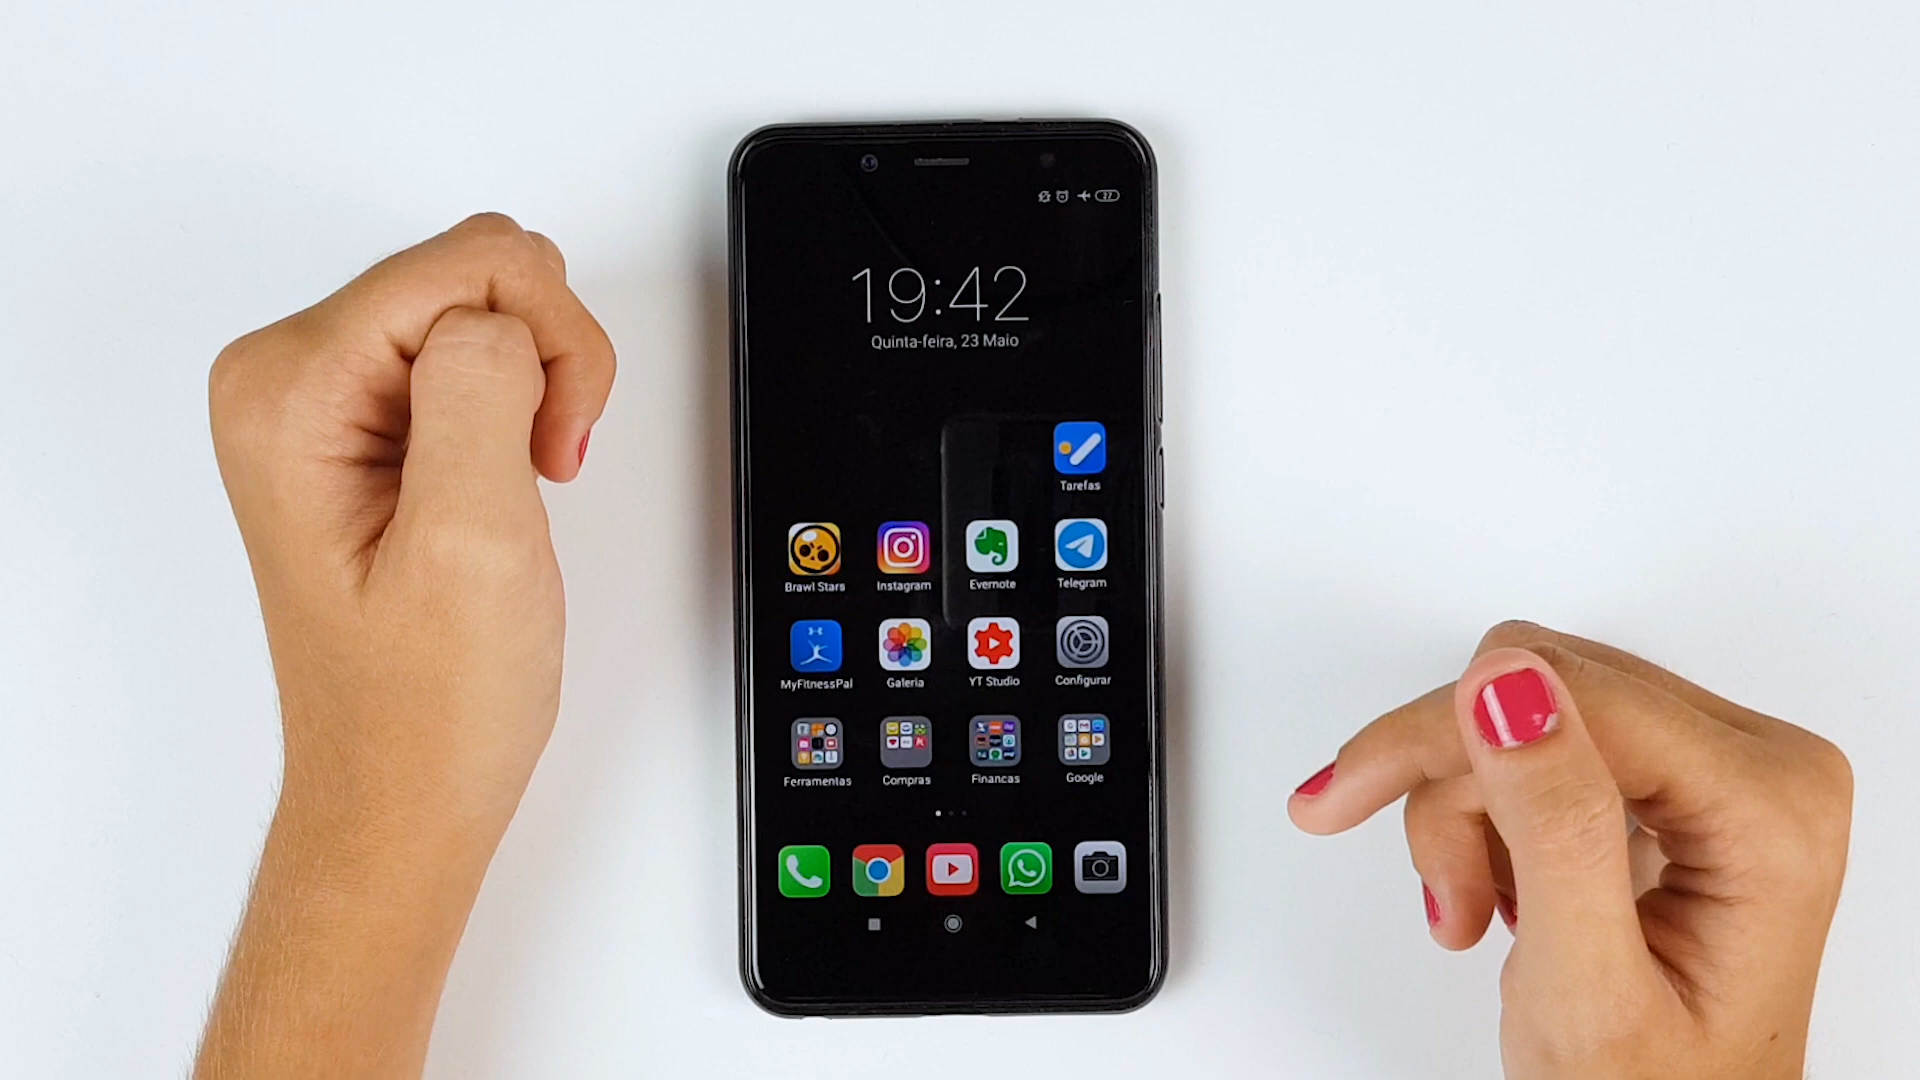 27
19:42
Quinta-feira, 23 Maio
Tarefas
Brawl Stars Instagram Evernote Telegram
MyFitnessPal Galeria YT Studio Configurar
Ferramentas Compras Financas Google